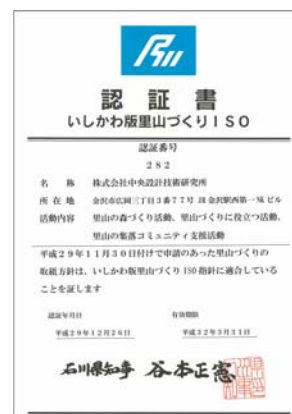 認証書
いしかわ版里山づくりISO
認証番号
282
名 称 株式会社中央設計技術研究所
所 在 地 金沢市広岡三丁目3番77号 JR金沢駅西第一NKビル
活動内容 里山の森づくり活動、里山づくりに役立つ活動、
里山の集落コミュニティ支援活動
平成29年11月30日付けで申請のあった里山づくりの
取組方針は、いしかわ版里山づくりISO指針に適合している
ことを証します
認証年月日 有効期限
平成29年12月26日 平成32年3月31日
石川県知事 谷本正憲